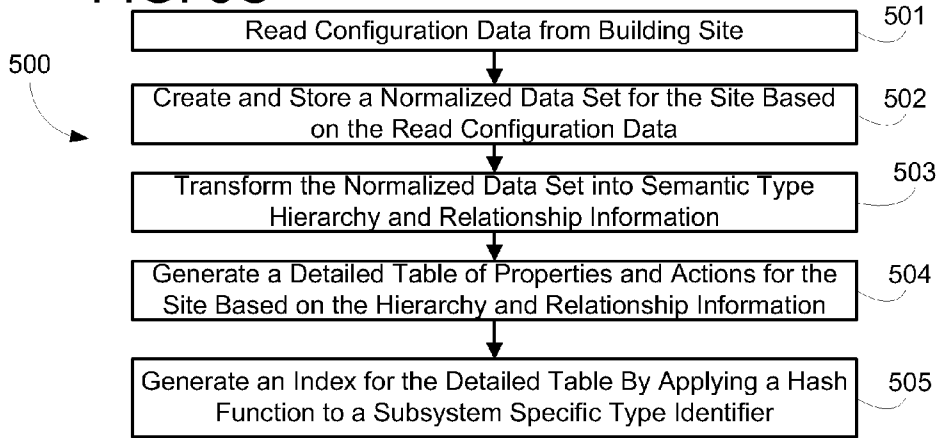 Read Configuration Data from Building Site
501
500
Create and Store a Normalized Data Set for the Site Based
on the Read Configuration Data
502
Transform the Normalized Data Set into Semantic Type
Hierarchy and Relationship Information
503
Generate a Detailed Table of Properties and Actions for the
Site Based on the Hierarchy and Relationship Information
504
Generate an Index for the Detailed Table By Applying a Hash
Function to a Subsystem Specific Type Identifier
505